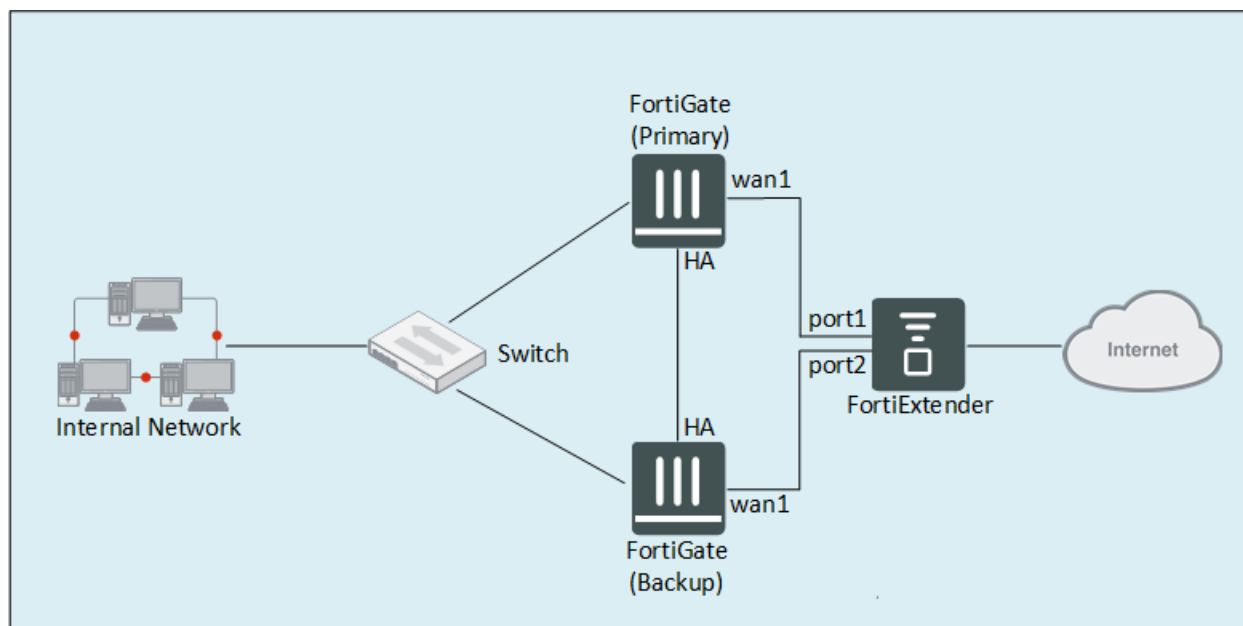 FortiGate
(Primary)
wan1
HA
port1
Switch
port2
Internet
FortiExtender
Internal Network
HA
wan1
FortiGate
(Backup)